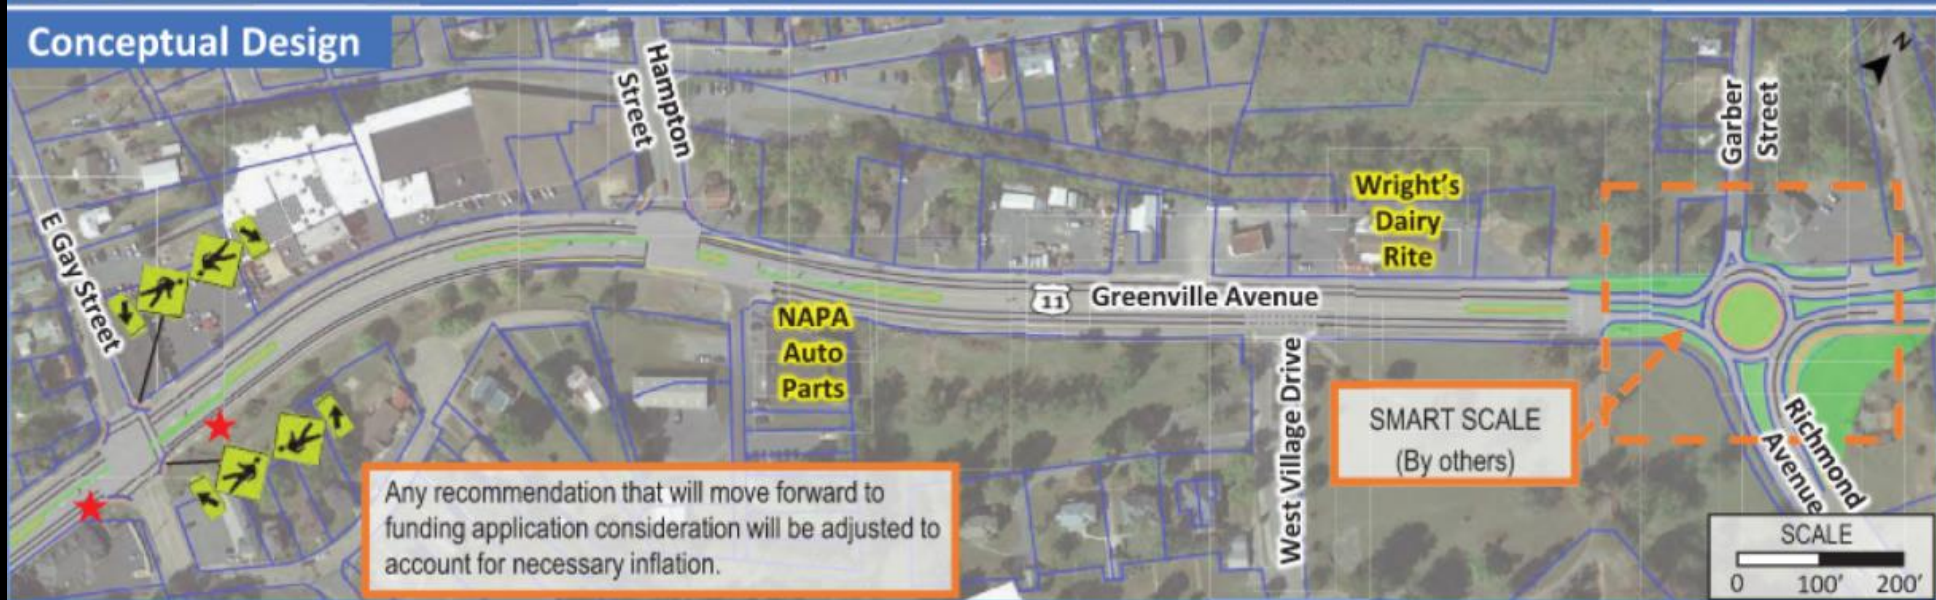 Conceptual Design
Hampton
Street
Garber
Street
N
E Gay Street
Wright's
Dairy
Rite
11
Greenville Avenue
NAPA
Auto
Parts
West Village Drive
SMART SCALE
(By others)
Richmond
Avenue
Any recommendation that will move forward to
funding application consideration will be adjusted to
account for necessary inflation.
SCALE
0 100' 200'